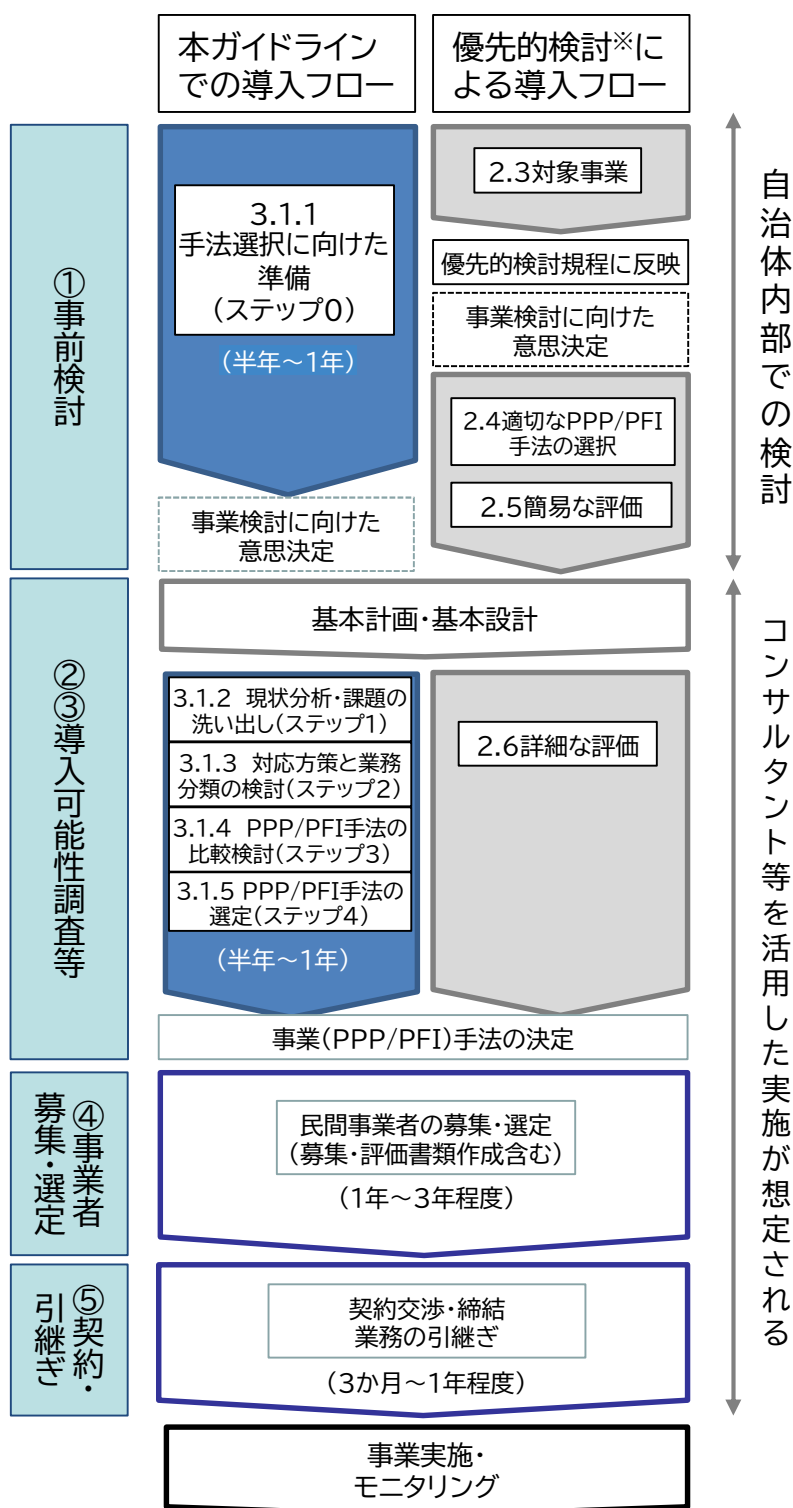 本ガイドライン
での導入フロー
優先的検討※に
よる導入フロー
①事前検討
3.1.1
手法選択に向けた
準備
(ステップ0)
(半年~1年)
事業検討に向けた
意思決定
2.3対象事業
優先的検討規程に反映
事業検討に向けた
意思決定
2.4適切なPPP/PFI
手法の選択
2.5簡易な評価
自治体内部での検討
②③導入可能性調査等
基本計画・基本設計
3.1.2 現状分析・課題の
洗い出し(ステップ1)
3.1.3 対応方策と業務
分類の検討(ステップ2)
3.1.4 PPP/PFI手法の
比較検討(ステップ3)
3.1.5 PPP/PFI手法の
選定(ステップ4)
(半年~1年)
2.6詳細な評価
事業(PPP/PFI)手法の決定
コンサルタント等を活用した実施が想定される
④事業者
募集・選定
民間事業者の募集・選定
(募集・評価書類作成含む)
(1年~3年程度)
⑤契約・
引継ぎ
契約交渉・締結
業務の引継ぎ
(3か月~1年程度)
事業実施・
モニタリング